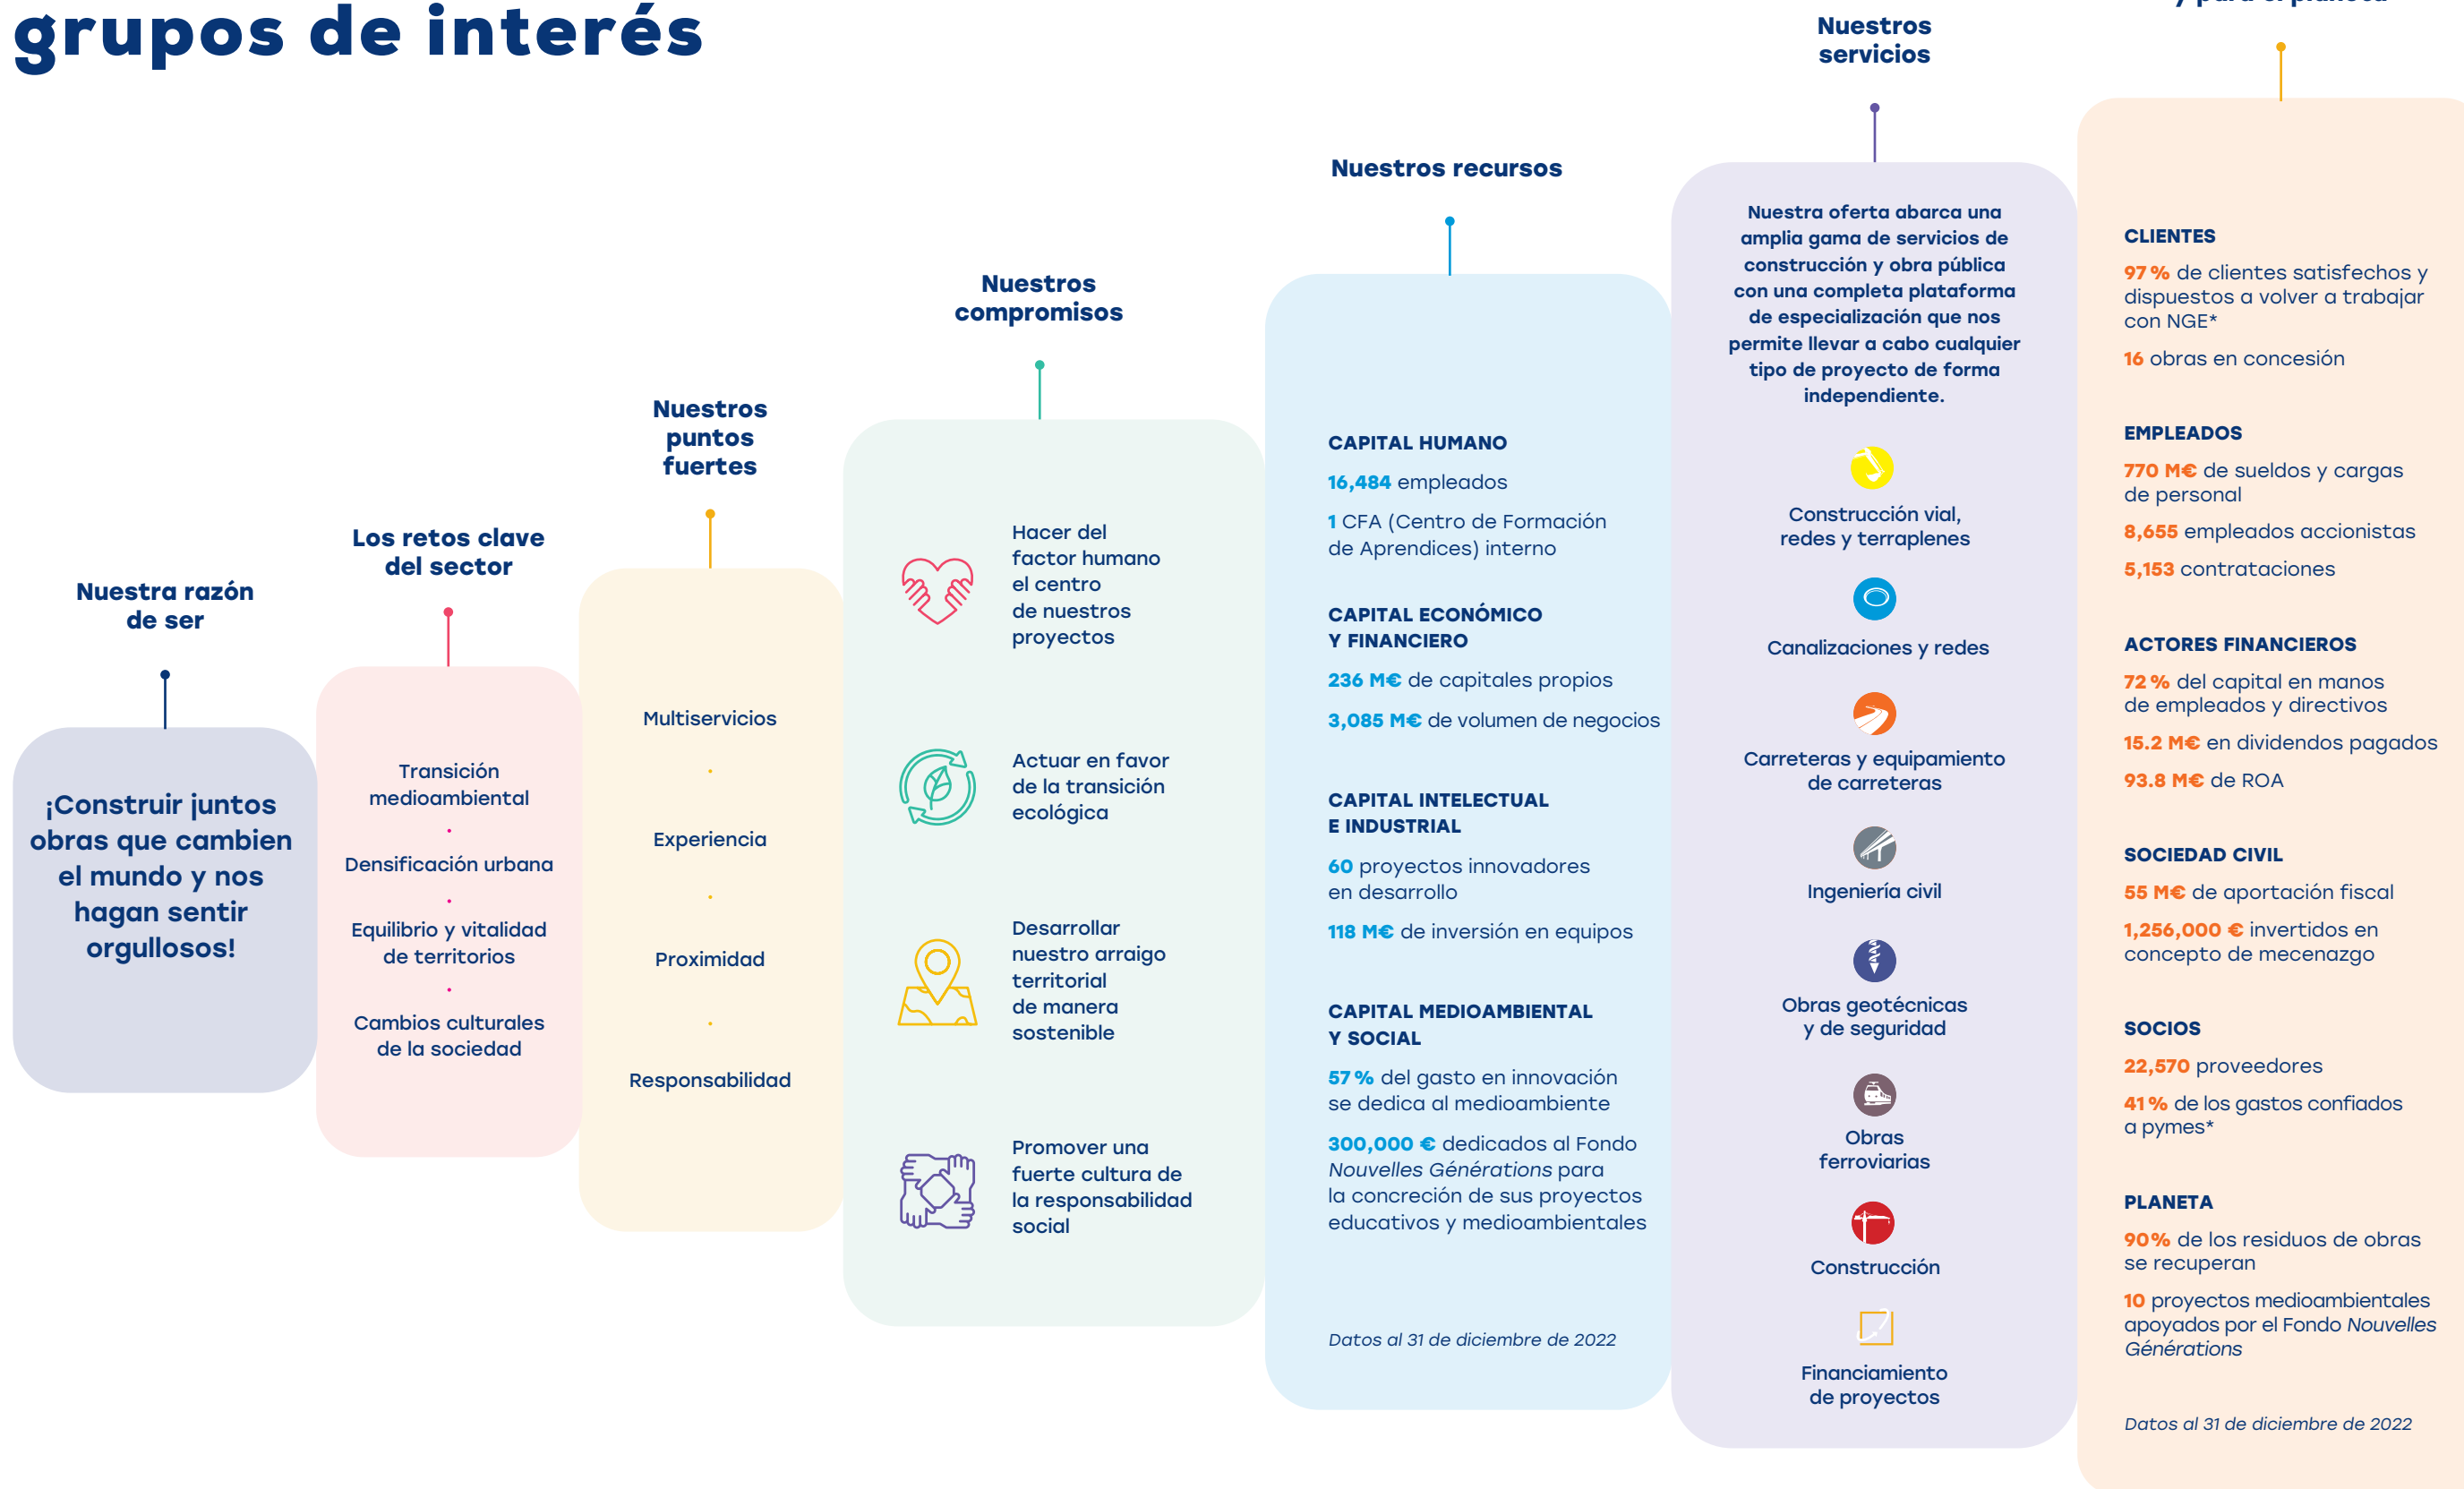 grupos de interés
Nuestra razón
de ser
¡Construir juntos
obras que cambien
el mundo y nos
hagan sentir
orgullosos!
Los retos clave
del sector
Transición
medioambiental
Densificación urbana
Equilibrio y vitalidad
de territorios
Cambios culturales
de la sociedad
Nuestros
puntos
fuertes
Multiservicios
Experiencia
Proximidad
Responsabilidad
Nuestros
compromisos
Hacer del
factor humano
el centro
de nuestros
proyectos
Actuar en favor
de la transición
ecológica
Desarrollar
nuestro arraigo
territorial
de manera
sostenible
Promover una
fuerte cultura de
la responsabilidad
social
Nuestros recursos
CAPITAL HUMANO
16,484 empleados
1 CFA (Centro de Formación
de Aprendices) interno
CAPITAL ECONÓMICO
Y FINANCIERO
236 M€ de capitales propios
3,085 M€ de volumen de negocios
CAPITAL INTELECTUAL
E INDUSTRIAL
60 proyectos innovadores
en desarrollo
118 M€ de inversión en equipos
CAPITAL MEDIOAMBIENTAL
Y SOCIAL
57 % del gasto en innovación
se dedica al medioambiente
300,000 € dedicados al Fondo
Nouvelles Générations para
la concreción de sus proyectos
educativos y medioambientales
Datos al 31 de diciembre de 2022
Nuestros
servicios
Nuestra oferta abarca una
amplia gama de servicios de
construcción y obra pública
con una completa plataforma
de especialización que nos
permite llevar a cabo cualquier
tipo de proyecto de forma
independiente.
Construcción vial,
redes y terraplenes
Canalizaciones y redes
Carreteras y equipamiento
de carreteras
Ingeniería civil
Obras geotécnicas
y de seguridad
Obras
ferroviarias
Construcción
Financiamiento
de proyectos
y para el planeta
CLIENTES
97 % de clientes satisfechos y
dispuestos a volver a trabajar
con NGE*
16 obras en concesión
EMPLEADOS
770 M€ de sueldos y cargas
de personal
8,655 empleados accionistas
5,153 contrataciones
ACTORES FINANCIEROS
72 % del capital en manos
de empleados y directivos
15.2 M€ en dividendos pagados
93.8 M€ de ROA
SOCIEDAD CIVIL
55 M€ de aportación fiscal
1,256,000 € invertidos en
concepto de mecenazgo
SOCIOS
22,570 proveedores
41 % de los gastos confiados
a pymes*
PLANETA
90% de los residuos de obras
se recuperan
10 proyectos medioambientales
apoyados por el Fondo Nouvelles
Générations
Datos al 31 de diciembre de 2022